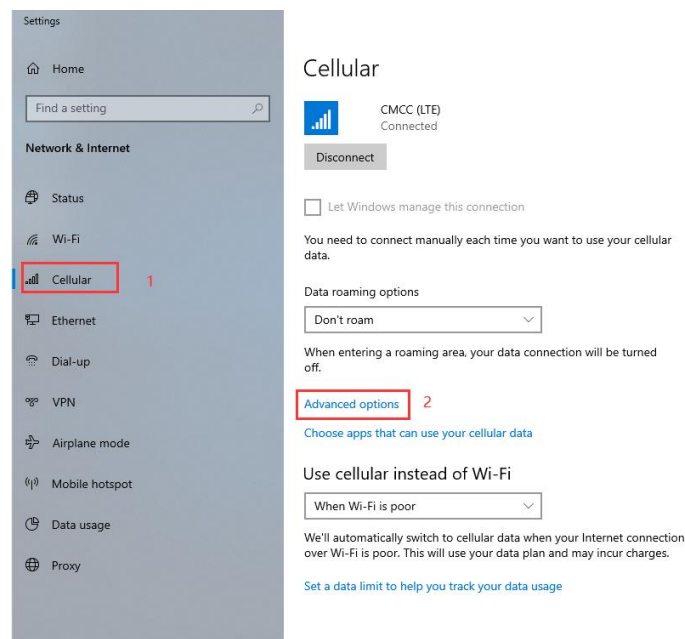 Settings
Home
Find a setting
Network & Internet
Status
Wi-Fi
Cellular
1
Ethernet
Dial-up
VPN
Airplane mode
Mobile hotspot
Data usage
Proxy
Cellular
CMCC (LTE)
Connected
Disconnect
Let Windows manage this connection
You need to connect manually each time you want to use your cellular
data.
Data roaming options
Don't roam
When entering a roaming area, your data connection will be turned
off.
Advanced options
2
Choose apps that can use your cellular data
Use cellular instead of Wi-Fi
When Wi-Fi is poor
We'll automatically switch to cellular data when your Internet connection
over Wi-Fi is poor. This will use your data plan and may incur charges.
Set a data limit to help you track your data usage